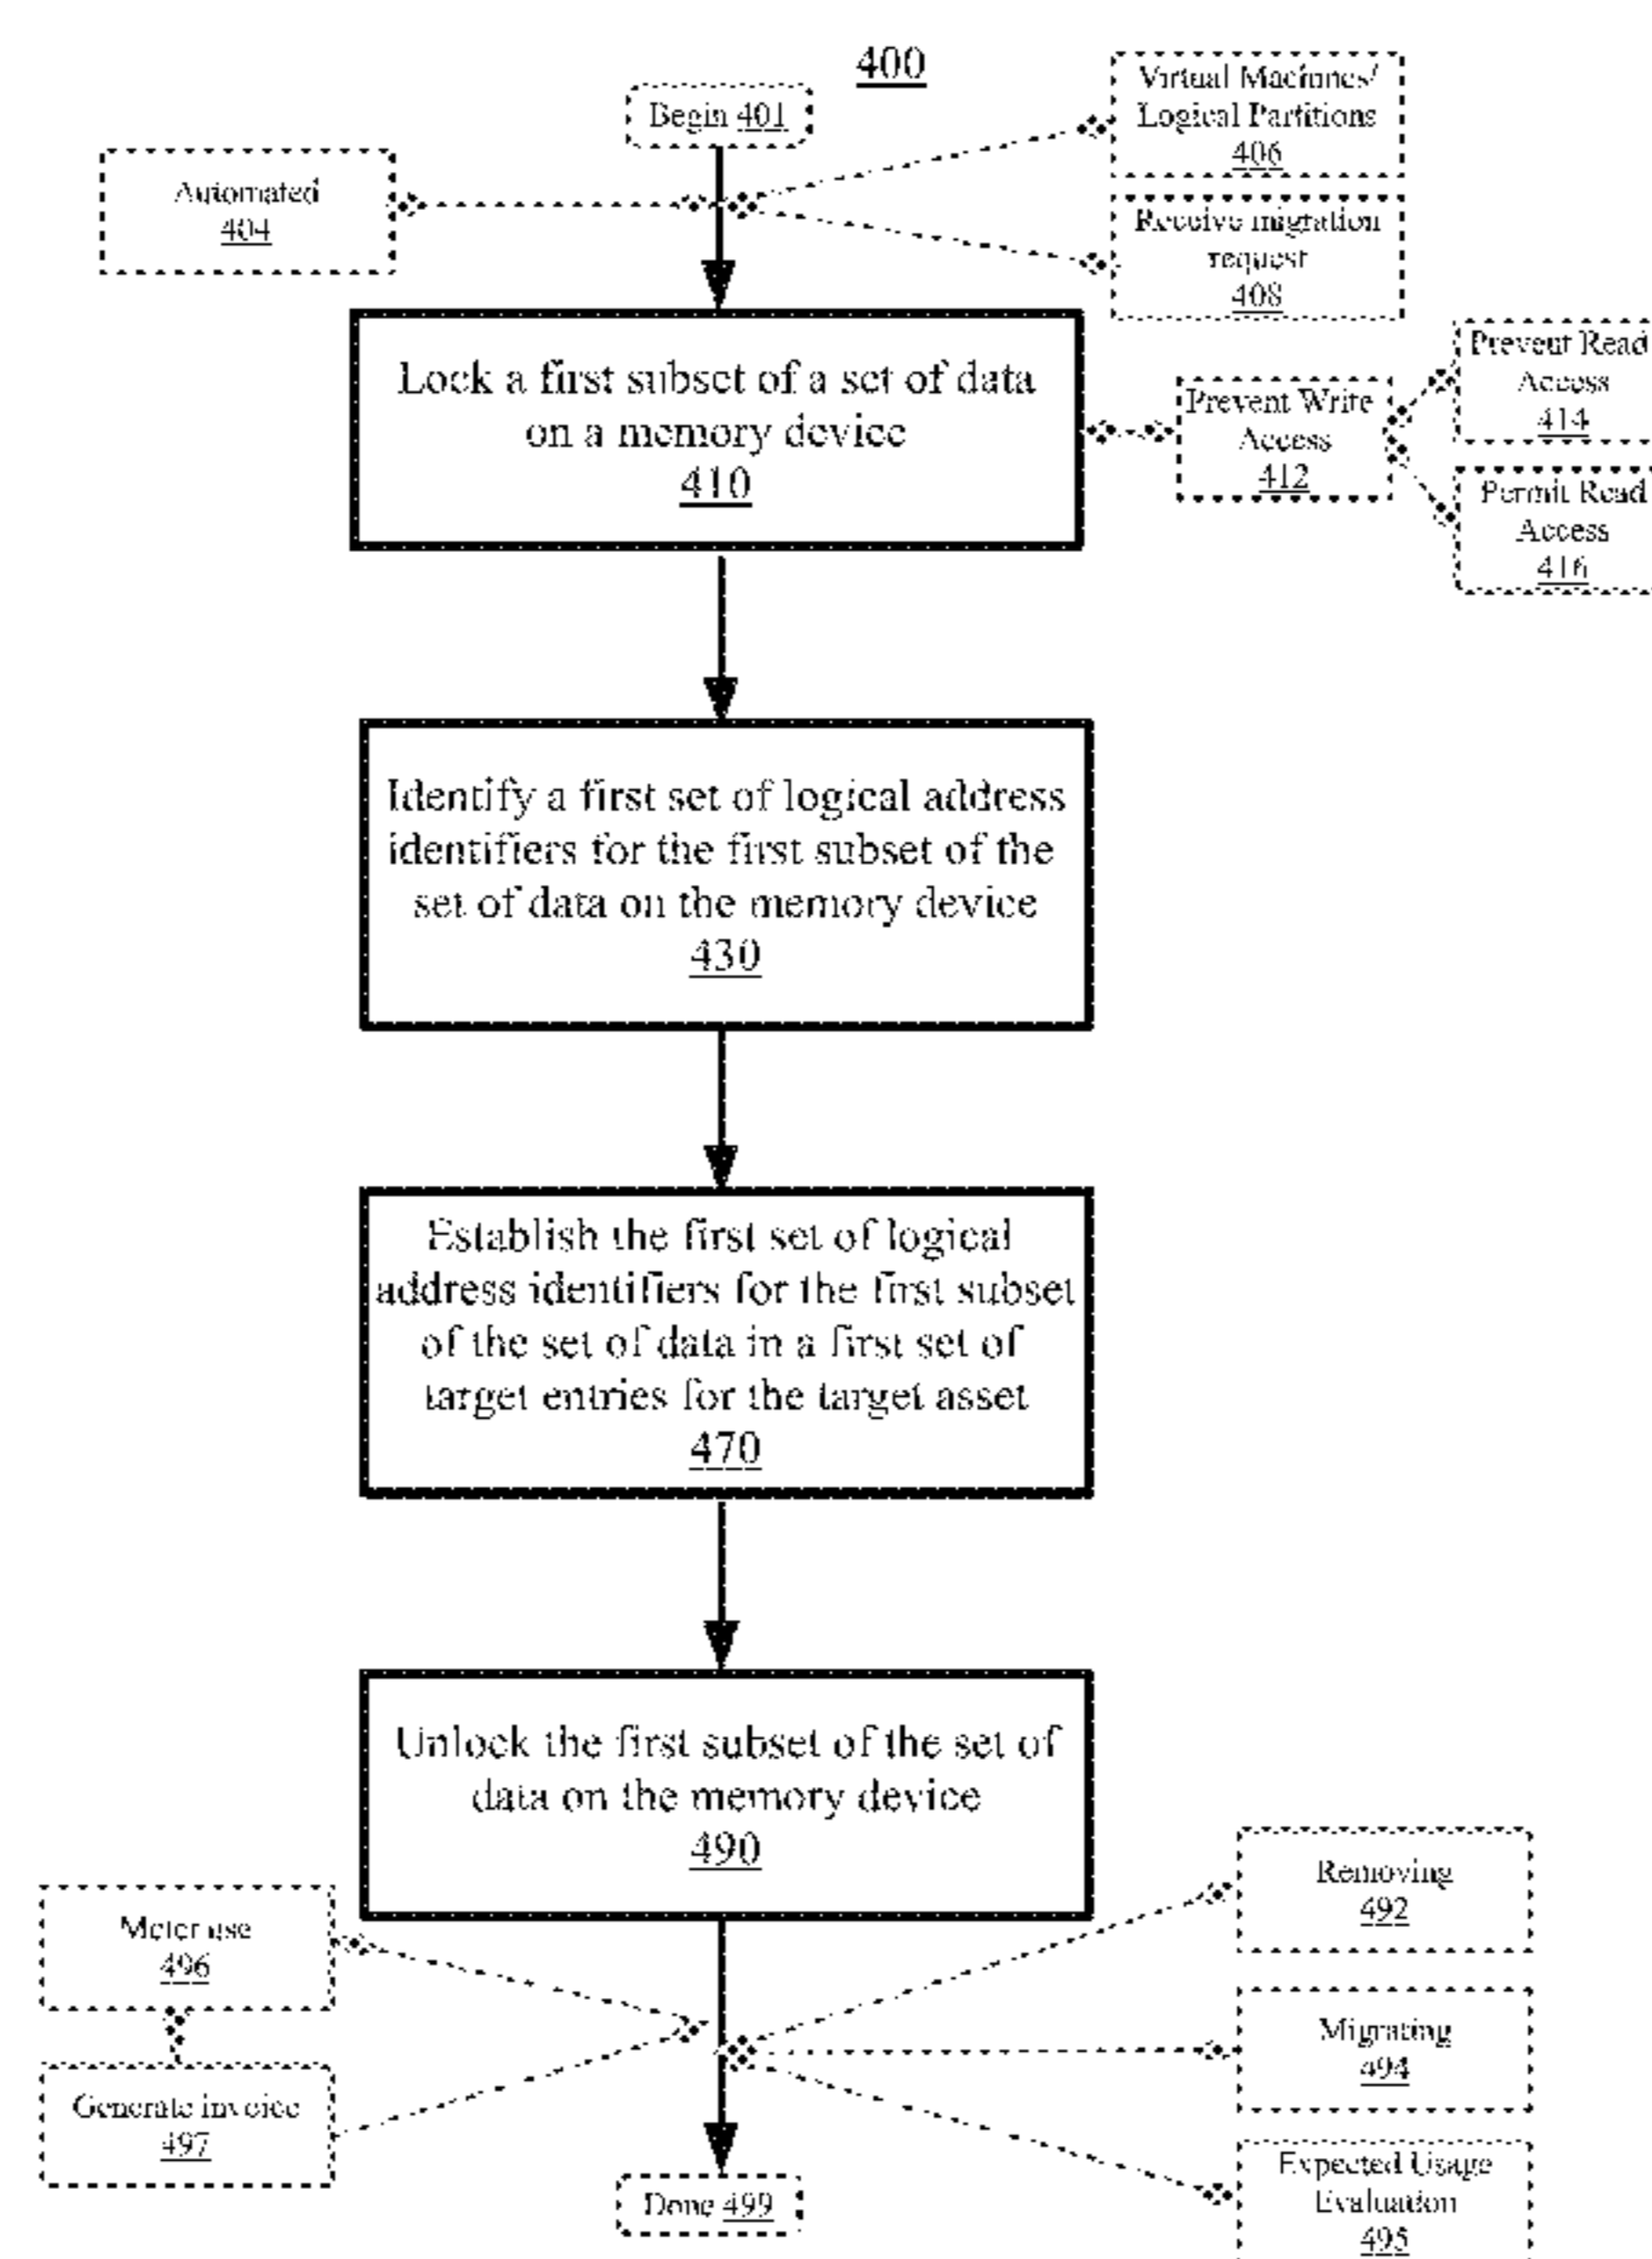 400
Begin 401
Virtual Machines/
Logical Partitions
406
Automated
404
Receive migration
request
408
Lock a first subset of a set of data
on a memory device
410
Prevent Write
Access
412
Prevent Read
Access
414
Permit Read
Access
416
Identify a first set of logical address
identifiers for the first subset of the
set of data on the memory device
430
Establish the first set of logical
address identifiers for the first subset
of the set of data in a first set of
target entries for the target asset
470
Unlock the first subset of the set of
data on the memory device
490
Meter use
496
Generate invoice
497
Removing
492
Migrating
494
Expected Usage
Evaluation
495
Done 499